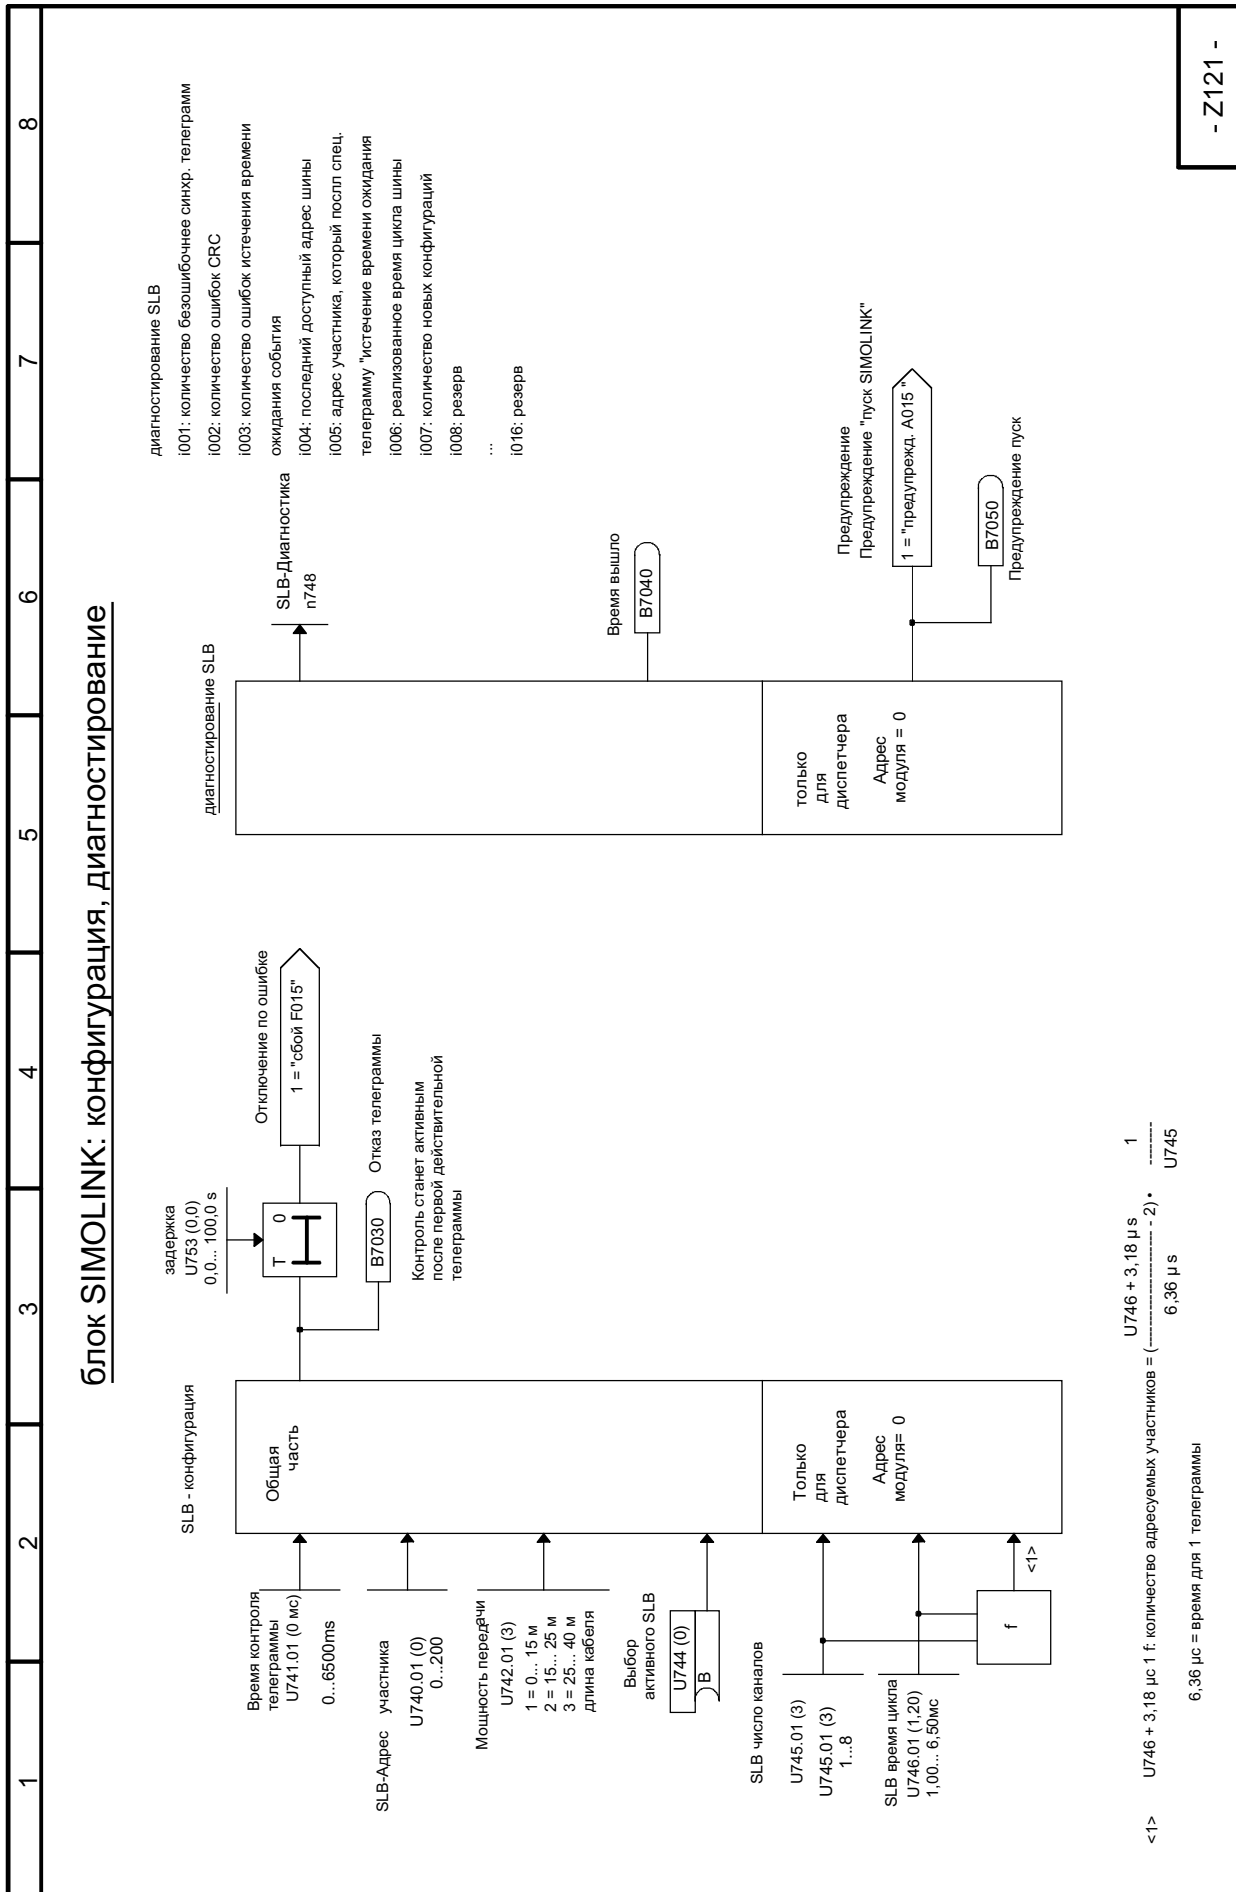 1
2
3
4
5
6
7
8
блок SIMOLINK: конфигурация, диагностирование
SLB - конфигурация
Время контроля
телеграммы
U741.01 (0 мс)
0...6500ms
SLB-Адрес участника
U740.01 (0)
0...200
Мощность передачи
U742.01 (3)
1 = 0... 15 м
2 = 15... 25 м
3 = 25... 40 м
длина кабеля
Выбор
активного SLB
U744 (0)
B
SLB число каналов
U745.01 (3)
U745.01 (3)
1...8
SLB время цикла
U746.01 (1,20)
1,00... 6,50мс
f
<1>
Общая
часть
Только
для
диспетчера
Адрес
модуля= 0
задержка
U753 (0,0)
0,0... 100,0 s
T 0
B7030
Отказ телеграммы
Контроль станет активным
после первой действительной
телеграммы
Отключение по ошибке
1 = "сбой F015"
диагностирование SLB
только
для
диспетчера
Адрес
модуля = 0
SLB-Диагностика
n748
Время вышло
B7040
Предупреждение
Предупреждение "пуск SIMOLINK"
1 = "предупрежд. A015 "
B7050
Предупреждение пуск
диагностирование SLB
i001: количество безошибочнее синхр. телеграмм
i002: количество ошибок CRC
i003: количество ошибок истечения времени
ожидания события
i004: последний доступный адрес шины
i005: адрес участника, который послл спец.
телеграмму "истечение времени ожидания
i006: реализованное время цикла шины
i007: количество новых конфигураций
i008: резерв
...
i016: резерв
U746 + 3,18 µ s 1
<1> U746 + 3,18 µc 1 f: количество адресуемых участников = (------------------- - 2) • -------
6,36 µ s U745
6,36 µc = время для 1 телеграммы
- Z121 -